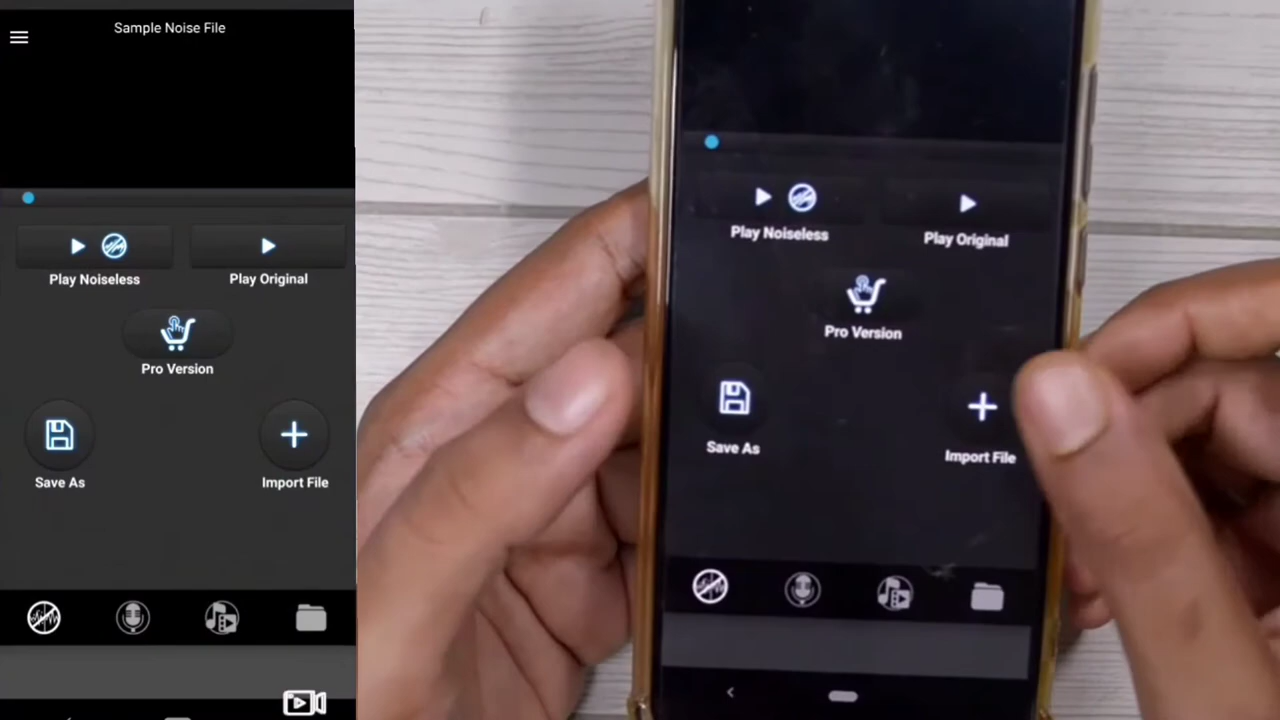 Sample Noise File
Play Noiseless
Play Original
Pro Version
Save As
Import File
Play Noiseless
Play Original
Pro Version
Save As
Import File